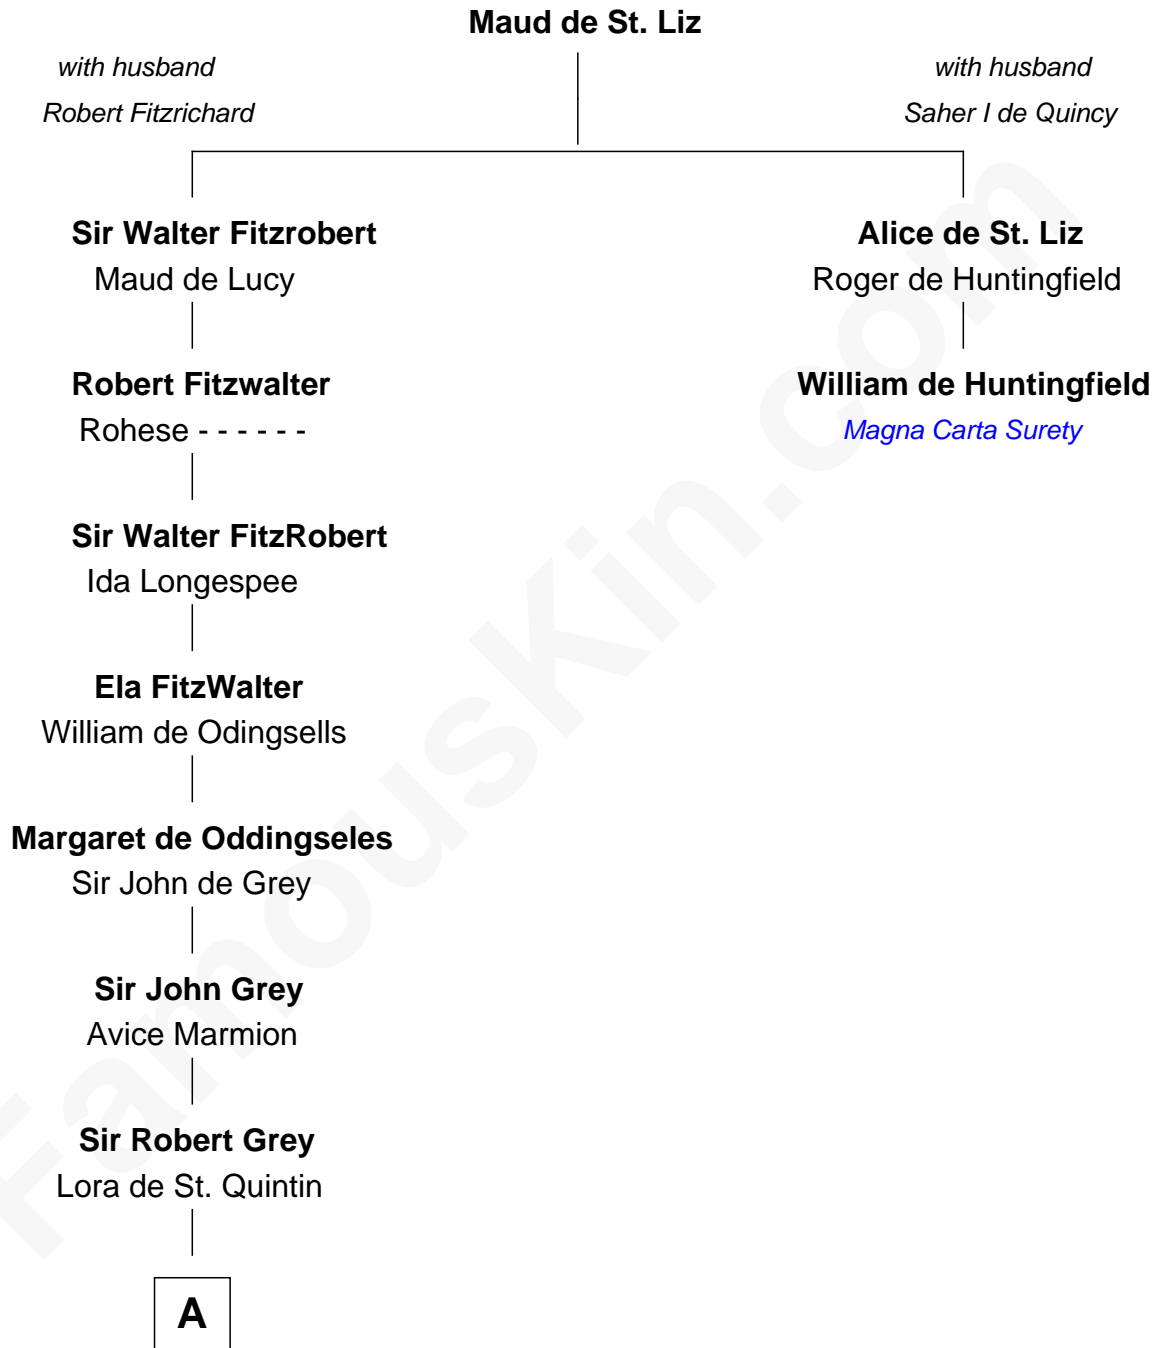 Maud de St. Liz
with husband
Robert Fitzrichard
with husband
Saher I de Quincy
Sir Walter Fitzrobert
Maud de Lucy
Alice de St. Liz
Roger de Huntingfield
Robert Fitzwalter
Rohese - - - - - -
William de Huntingfield
Magna Carta Surety
Sir Walter FitzRobert
Ida Longespee
Ela FitzWalter
William de Odingsells
Margaret de Oddingseles
Sir John de Grey
Sir John Grey
Avice Marmion
Sir Robert Grey
Lora de St. Quintin
A
FamousKin.com